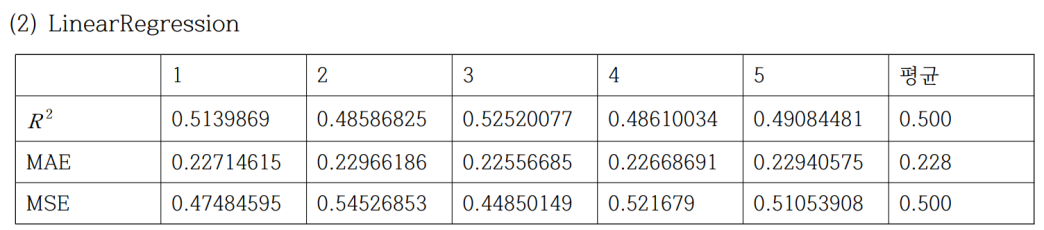 (2) LinearRegression
1 2 3 4 5 평균
R² 0.5139869 0.48586825 0.52520077 0.48610034 0.49084481 0.500
MAE 0.22714615 0.22966186 0.22556685 0.22668691 0.22940575 0.228
MSE 0.47484595 0.54526853 0.44850149 0.521679 0.51053908 0.500